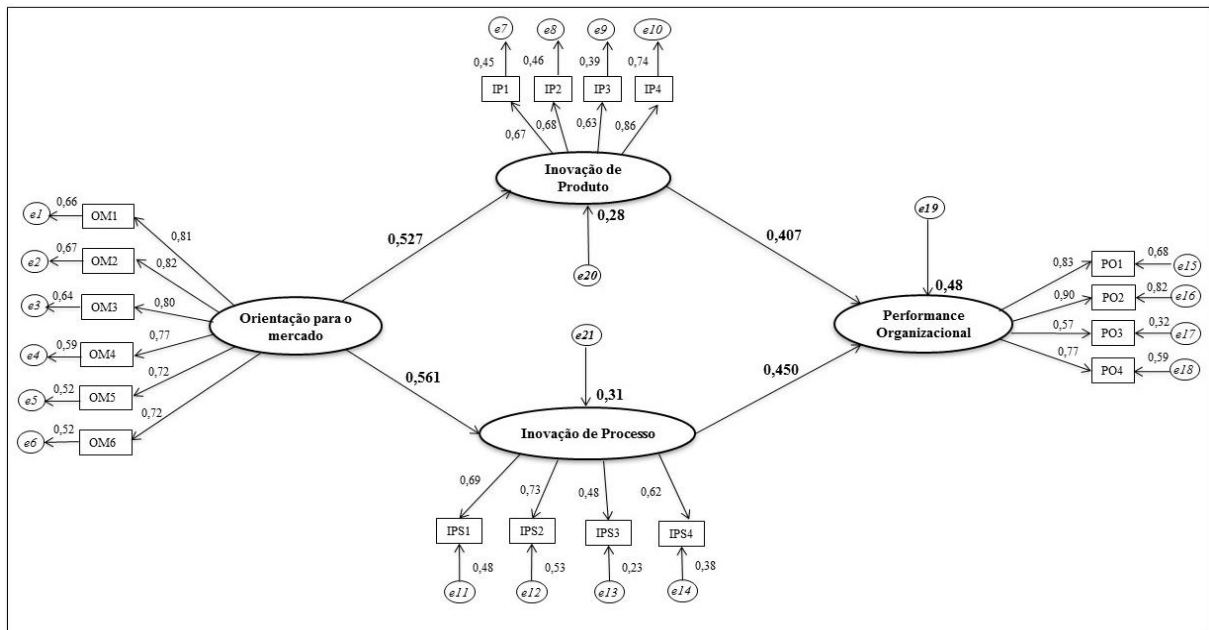 e7 e8 e9 e10
0,45 0,46 0,39 0,74
IP1 IP2 IP3 IP4
0,67 0,68 0,63 0,86
Inovação de
Produto
0,28
e20
0,527
0,407
e1 0,66 OM1 0,81
e2 0,67 OM2 0,82
e3 0,64 OM3 0,80
e4 0,59 OM4 0,77
e5 0,52 OM5 0,72
e6 0,52 OM6 0,72
Orientação para o
mercado
e19
0,48
Performance
Organizacional
0,83 PO1 0,68 e15
0,90 PO2 0,82 e16
0,57 PO3 0,32 e17
0,77 PO4 0,59 e18
0,561
0,450
e21
0,31
Inovação de Processo
0,69 0,73 0,48 0,62
IPS1 IPS2 IPS3 IPS4
0,48 0,53 0,23 0,38
e11 e12 e13 e14